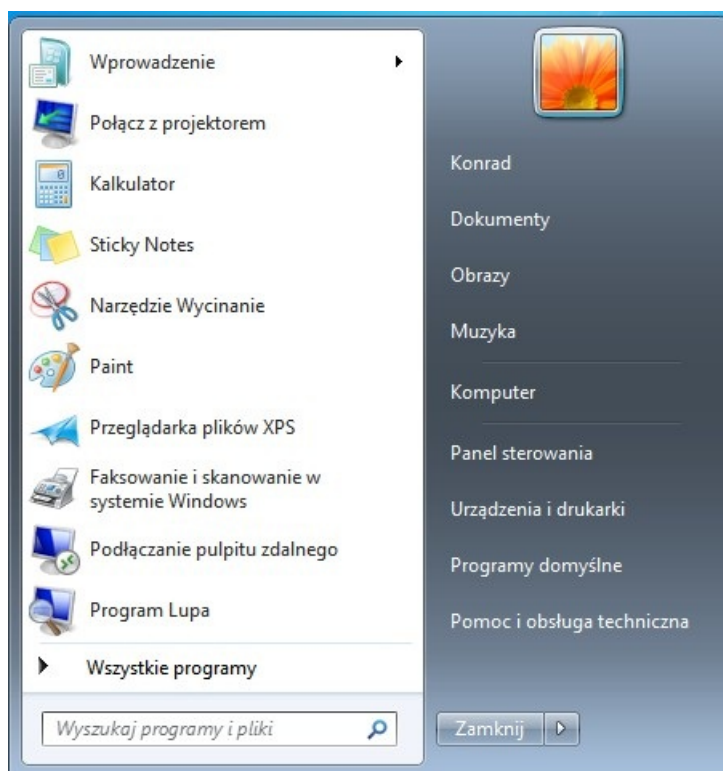 Wprowadzenie
Połącz z projektorem
Kalkulator
Sticky Notes
Narzędzie Wycinanie
Paint
Przeglądarka plików XPS
Faksowanie i skanowanie w
systemie Windows
Podłączanie pulpitu zdalnego
Program Lupa
Wszystkie programy
Wyszukaj programy i pliki
Konrad
Dokumenty
Obrazy
Muzyka
Komputer
Panel sterowania
Urządzenia i drukarki
Programy domyślne
Pomoc i obsługa techniczna
Zamknij